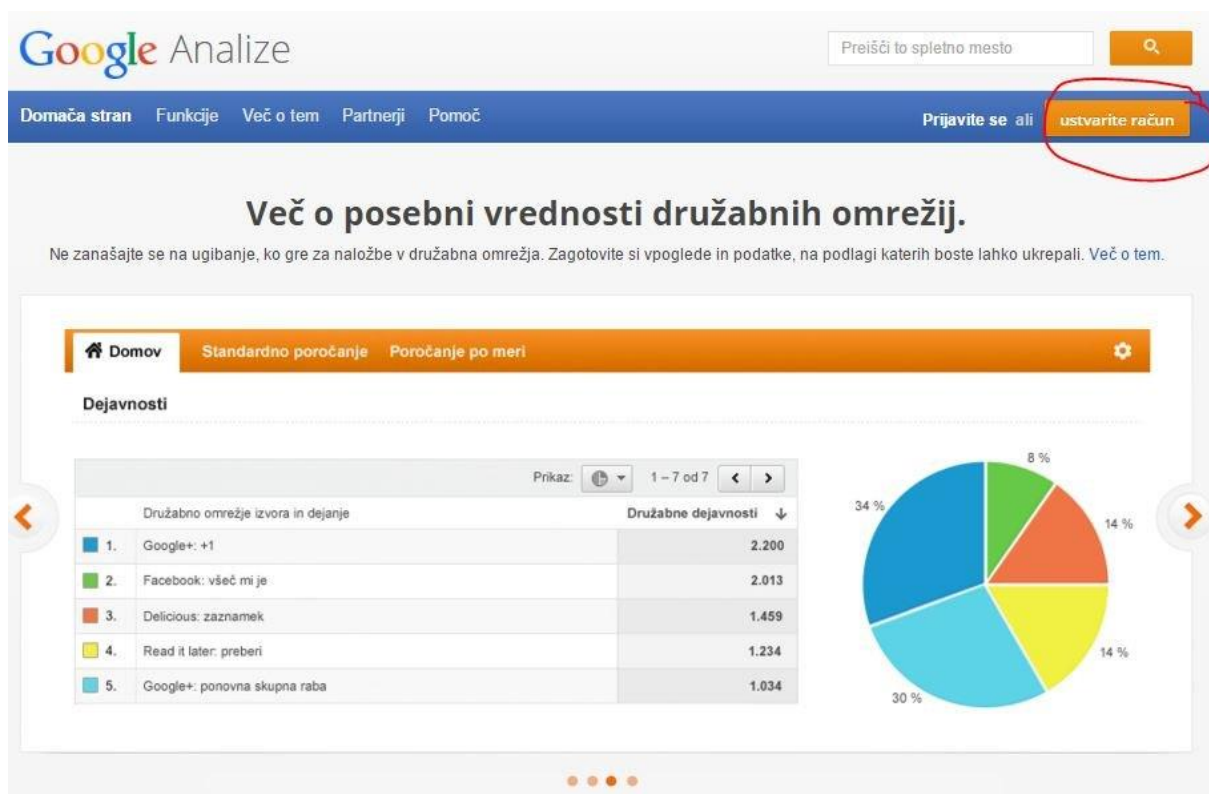 Google Analize
Preišči to spletno mesto
Domača stran Funkcije Več o tem Partnerji Pomoč Prijavite se ali ustvarite račun
Več o posebni vrednosti družabnih omrežij.
Ne zanašajte se na ugibanje, ko gre za naložbe v družabna omrežja. Zagotovite si vpoglede in podatke, na podlagi katerih boste lahko ukrepali. Več o tem.
Domov Standardno poročanje Poročanje po meri
Dejavnosti
Prikaz: 1 – 7 od 7
Družabno omrežje izvora in dejanje Družabne dejavnosti
1. Google+: +1 2.200
2. Facebook: všeč mi je 2.013
3. Delicious: zaznamek 1.459
4. Read it later: preberi 1.234
5. Google+: ponovna skupna raba 1.034
8 %
34 %
14 %
14 %
30 %